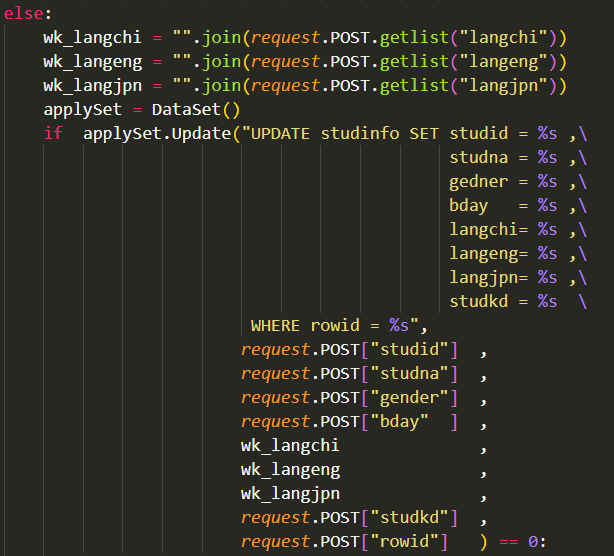 else:
wk_langchi = "".join(request.POST.getlist("langchi"))
wk_langeng = "".join(request.POST.getlist("langeng"))
wk_langjpn = "".join(request.POST.getlist("langjpn"))
applySet = DataSet()
if  applySet.Update("UPDATE studinfo SET studid = %s ,\
studna = %s ,\
gedner = %s ,\
bday   = %s ,\
langchi= %s ,\
langeng= %s ,\
langjpn= %s ,\
studkd = %s  \
WHERE rowid = %s",
request.POST["studid"]  ,
request.POST["studna"]  ,
request.POST["gender"]  ,
request.POST["bday"  ]  ,
wk_langchi              ,
wk_langeng              ,
wk_langjpn              ,
request.POST["studkd"]  ,
request.POST["rowid"]   ) == 0: